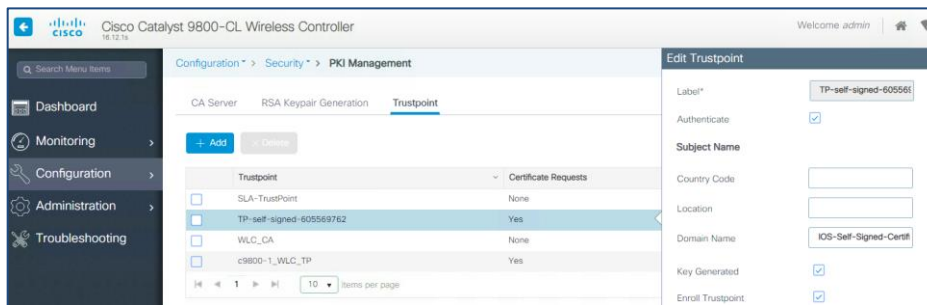 CISCO
Cisco Catalyst 9800-CL Wireless Controller
16.12.1s
Welcome admin
Search Menu Items
Dashboard
Monitoring
Configuration
Administration
Troubleshooting
Configuration > Security > PKI Management
CA Server RSA Keypair Generation Trustpoint
+ Add × Delete
Trustpoint Certificate Requests
SLA-TrustPoint None
TP-self-signed-605569762 Yes
WLC_CA None
c9800-1_WLC_TP Yes
1 10 items per page
Edit Trustpoint
Label* TP-self-signed-60556
Authenticate
Subject Name
Country Code
Location
Domain Name IOS-Self-Signed-Certifi
Key Generated
Enroll Trustpoint